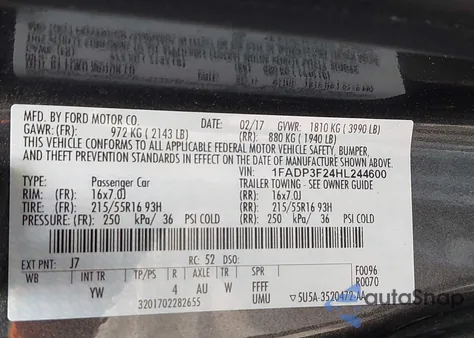 MFD. BY FORD MOTOR CO.
DATE: 02/17 GVWR: 1810 KG (3990 LB)
GAWR: (FR): 972 KG (2143 LB) (RR): 880 KG (1940 LB)
THIS VEHICLE CONFORMS TO ALL APPLICABLE FEDERAL MOTOR VEHICLE SAFETY, BUMPER,
AND THEFT PREVENTION STANDARDS IN EFFECT ON THE DATE OF MANUFACTURE SHOWN ABOVE.
VIN: 1FADP3F24HL244600
TYPE: Passenger Car TRAILER TOWING - SEE OWNER GUIDE
RIM: (FR): 16x7.0J (RR): 16x7.0J
TIRE: (FR): 215/55R16 93H (RR): 215/55R16 93H
PRESSURE: (FR): 250 kPa/ 36 PSI COLD (RR): 250 kPa/ 36 PSI COLD
EXT PNT: J7 RC: 52 DSO:
WB INT TR TP/PS R AXLE TR SPR F0096
YW 4 AU W FFFF R0070
3201702282655 UMU 5U5A-3520472-AA
autoSnap